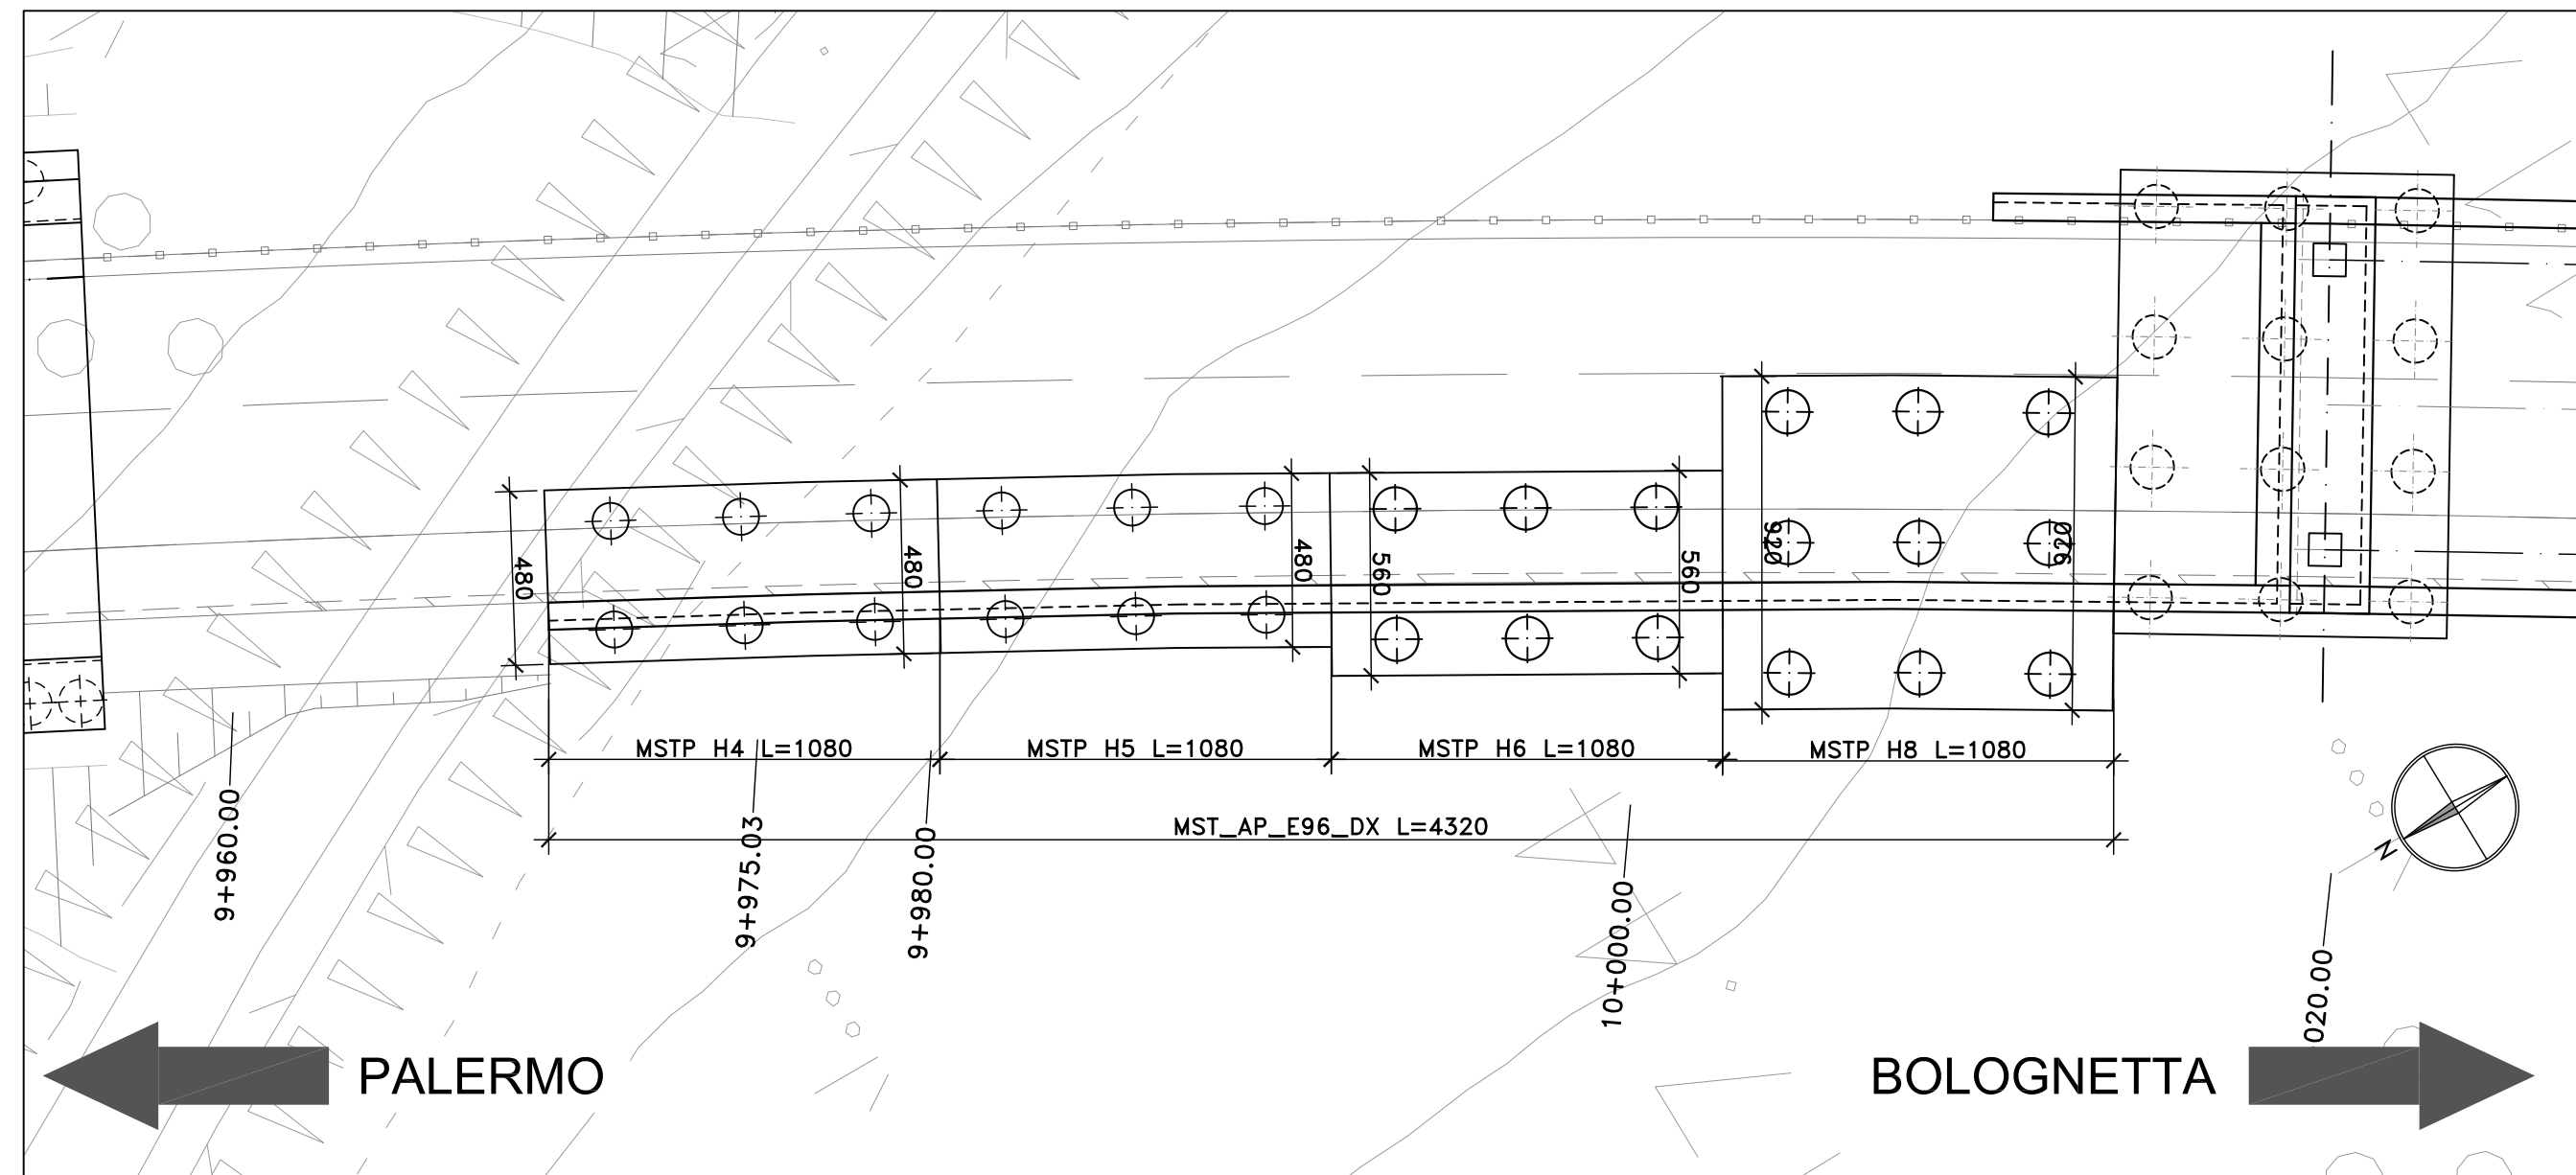 480
480
480
560
560
920
920
MSTP H4 L=1080
MSTP H5 L=1080
MSTP H6 L=1080
MSTP H8 L=1080
MST_AP_E96_DX L=4320
9+960.00
9+975.03
9+980.00
10+000.00
020.00
N
PALERMO
BOLOGNETTA